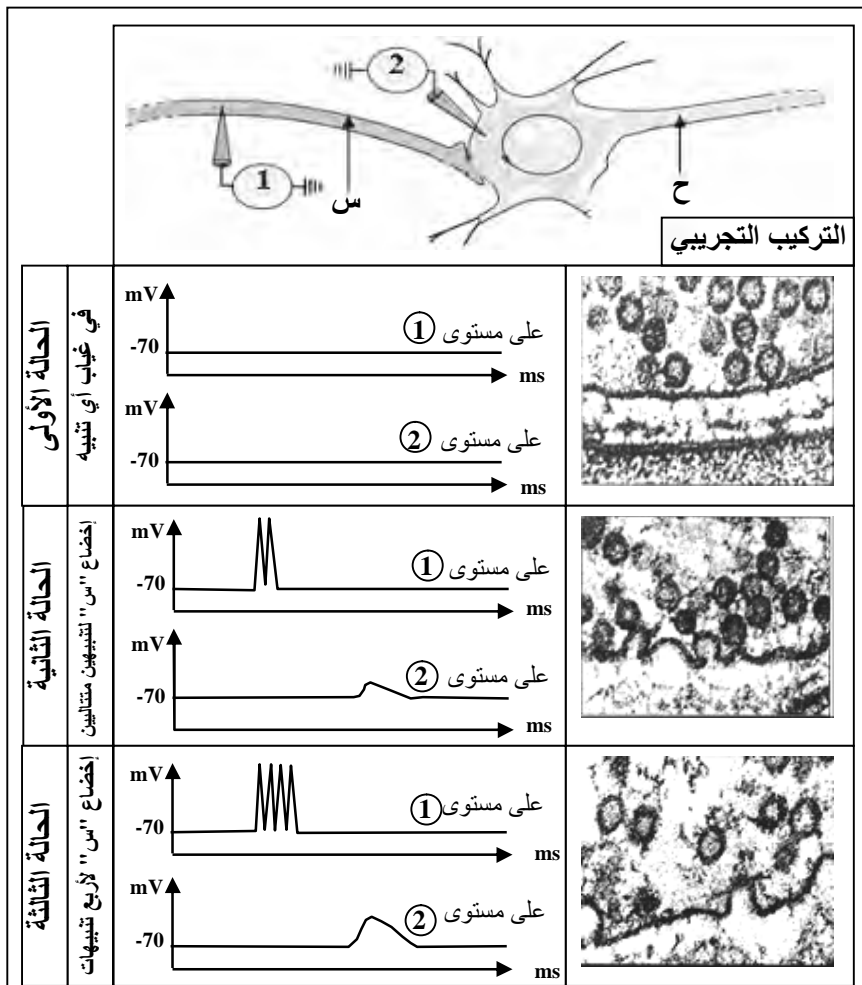 2
1
س
ح
التركيب التجريبي
الحالة الأولى
في غياب أي تنبيه
mV
-70
على مستوى 1
ms
mV
-70
على مستوى 2
ms
الحالة الثانية
إخضاع "س" لتنبيهين متتاليين
mV
-70
على مستوى 1
ms
mV
-70
على مستوى 2
ms
الحالة الثالثة
إخضاع "س" لأربع تنبيهات
mV
-70
على مستوى 1
ms
mV
-70
على مستوى 2
ms